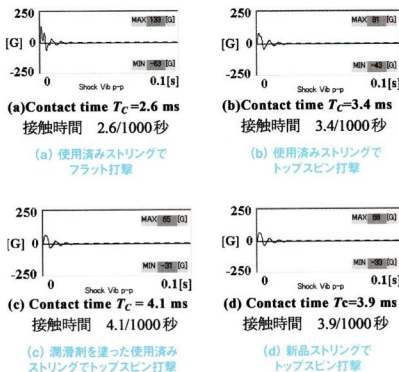 250
MAX 138 [G]
[G] 0
MIN -63 [G]
-250
0 Shock Vib p-p 0.1[s]
(a)Contact time TC =2.6 ms
接触時間 2.6/1000秒
(a) 使用済みストリングで
フラット打撃
250
MAX 81 [G]
[G] 0
MIN -43 [G]
-250
0 Shock Vib p-p 0.1[s]
(b)Contact time TC=3.4 ms
接触時間 3.4/1000秒
(b) 使用済みストリングで
トップスピン打撃
250
MAX 65 [G]
[G] 0
MIN -31 [G]
-250
0 Shock Vib p-p 0.1[s]
(c) Contact time TC = 4.1 ms
接触時間 4.1/1000秒
(c) 潤滑剤を塗った使用済み
ストリングでトップスピン打撃
250
[G] 0
MIN -33 [G]
-250
0 Shock Vib p-p 0.1[s]
(d) Contact time Tc=3.9 ms
接触時間 3.9/1000秒
(d) 新品ストリングで
トップスピン打撃